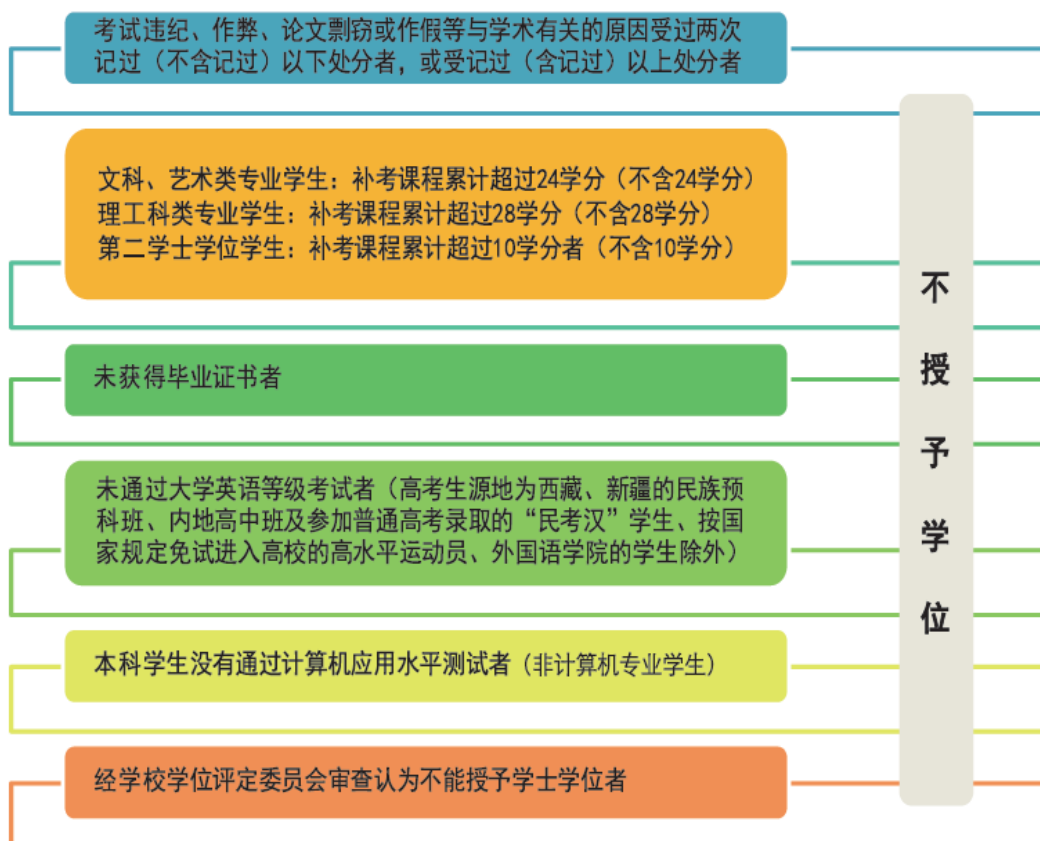 考试违纪、作弊、论文剽窃或作假等与学术有关的原因受过两次
记过（不含记过）以下处分者，或受记过（含记过）以上处分者
文科、艺术类专业学生：补考课程累计超过24学分（不含24学分）
理工科类专业学生：补考课程累计超过28学分（不含28学分）
第二学士学位学生：补考课程累计超过10学分者（不含10学分）
未获得毕业证书者
未通过大学英语等级考试者（高考生源地为西藏、新疆的民族预
科班、内地高中班及参加普通高考录取的“民考汉”学生、按国
家规定免试进入高校的高水平运动员、外国语学院的学生除外）
本科学生没有通过计算机应用水平测试者（非计算机专业学生）
经学校学位评定委员会审查认为不能授予学士学位者
不授予学位